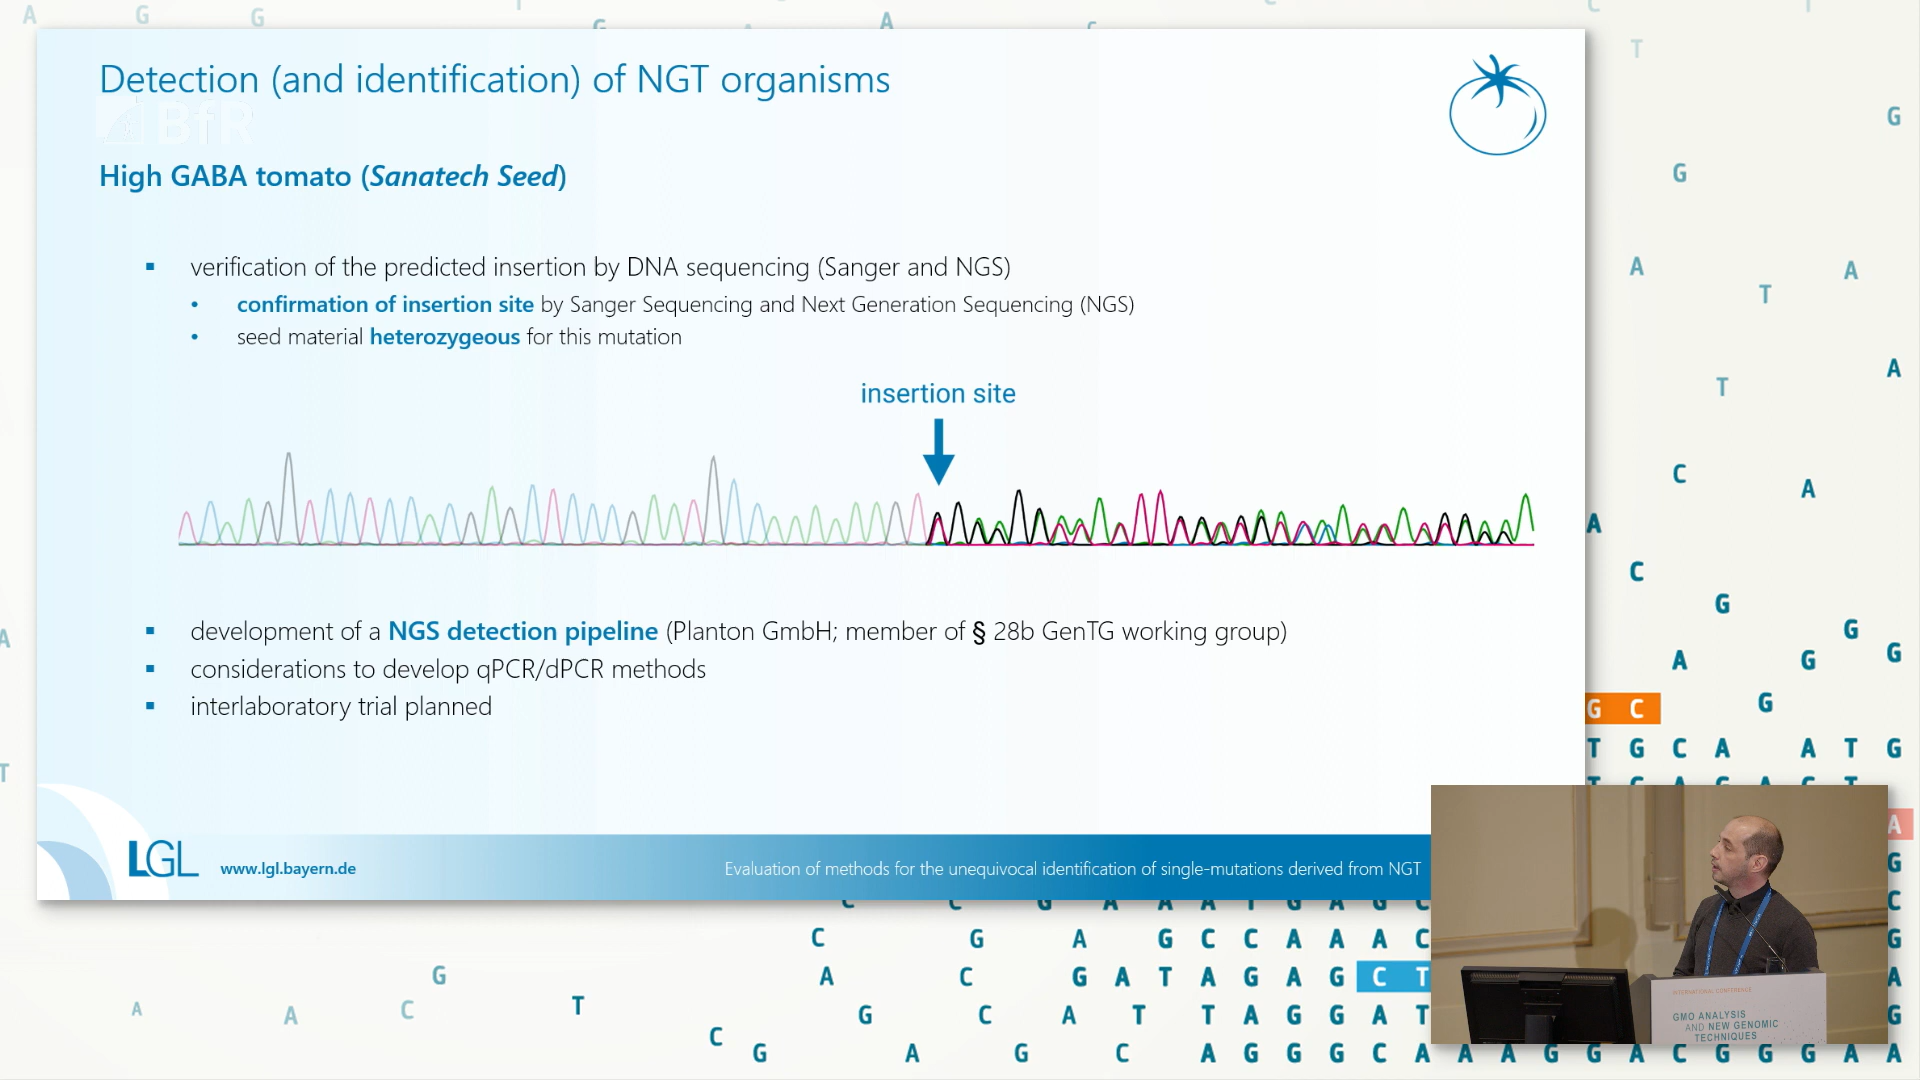 Detection (and identification) of NGT organisms
BfR
High GABA tomato (Sanatech Seed)
▪ verification of the predicted insertion by DNA sequencing (Sanger and NGS)
• confirmation of insertion site by Sanger Sequencing and Next Generation Sequencing (NGS)
• seed material heterozygeous for this mutation
insertion site
▪ development of a NGS detection pipeline (Planton GmbH; member of § 28b GenTG working group)
▪ considerations to develop qPCR/dPCR methods
▪ interlaboratory trial planned
LGL www.lgl.bayern.de
Evaluation of methods for the unequivocal identification of single-mutations derived from NGT
INTERNATIONAL CONFERENCE
GMO ANALYSIS
AND NEW GENOMIC
TECHNIQUES
G C
T G C A A T G
C G A G C C A A A C
A C G A T A G A G C T
G C A T T A G G A T
C G A G C A G G G C A A A G G A C G G G A A